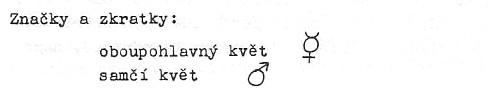 Značky a zkratky:
oboupohlavný květ ☿
samčí květ ♂